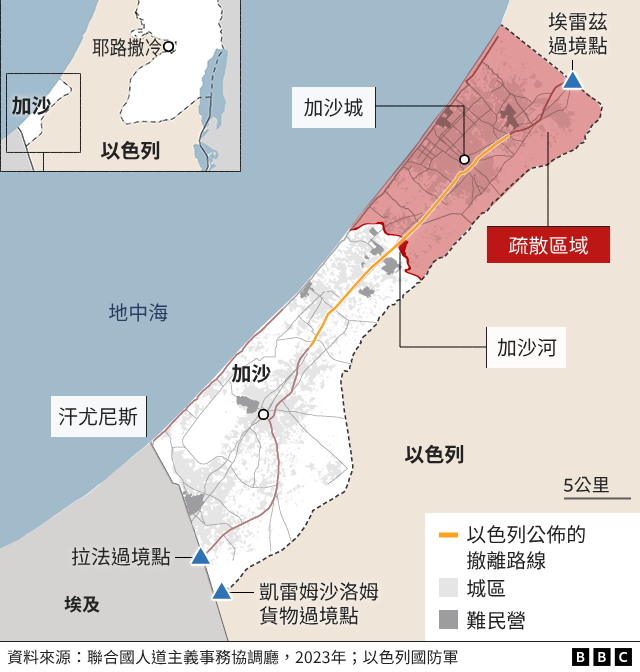 耶路撒冷
加沙
以色列
埃雷茲
過境點
加沙城
疏散區域
地中海
加沙河
加沙
汗尤尼斯
以色列
5公里
拉法過境點
凱雷姆沙洛姆
貨物過境點
埃及
以色列公佈的
撤離路線
城區
難民營
資料來源：聯合國人道主義事務協調廳，2023年；以色列國防軍
BBC